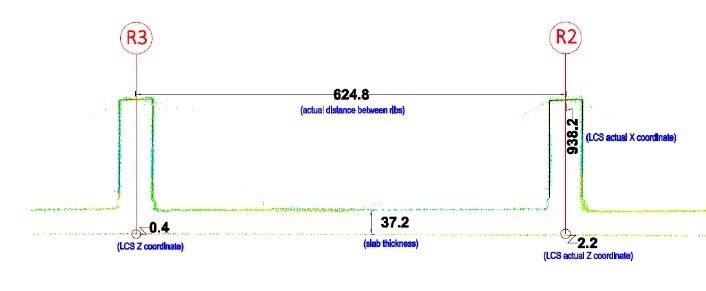 R3
R2
624.8
(actual distance between ribs)
938.2
(LCS actual X coordinate)
37.2
(slab thickness)
0.4
(LCS Z coordinate)
2.2
(LCS actual Z coordinate)